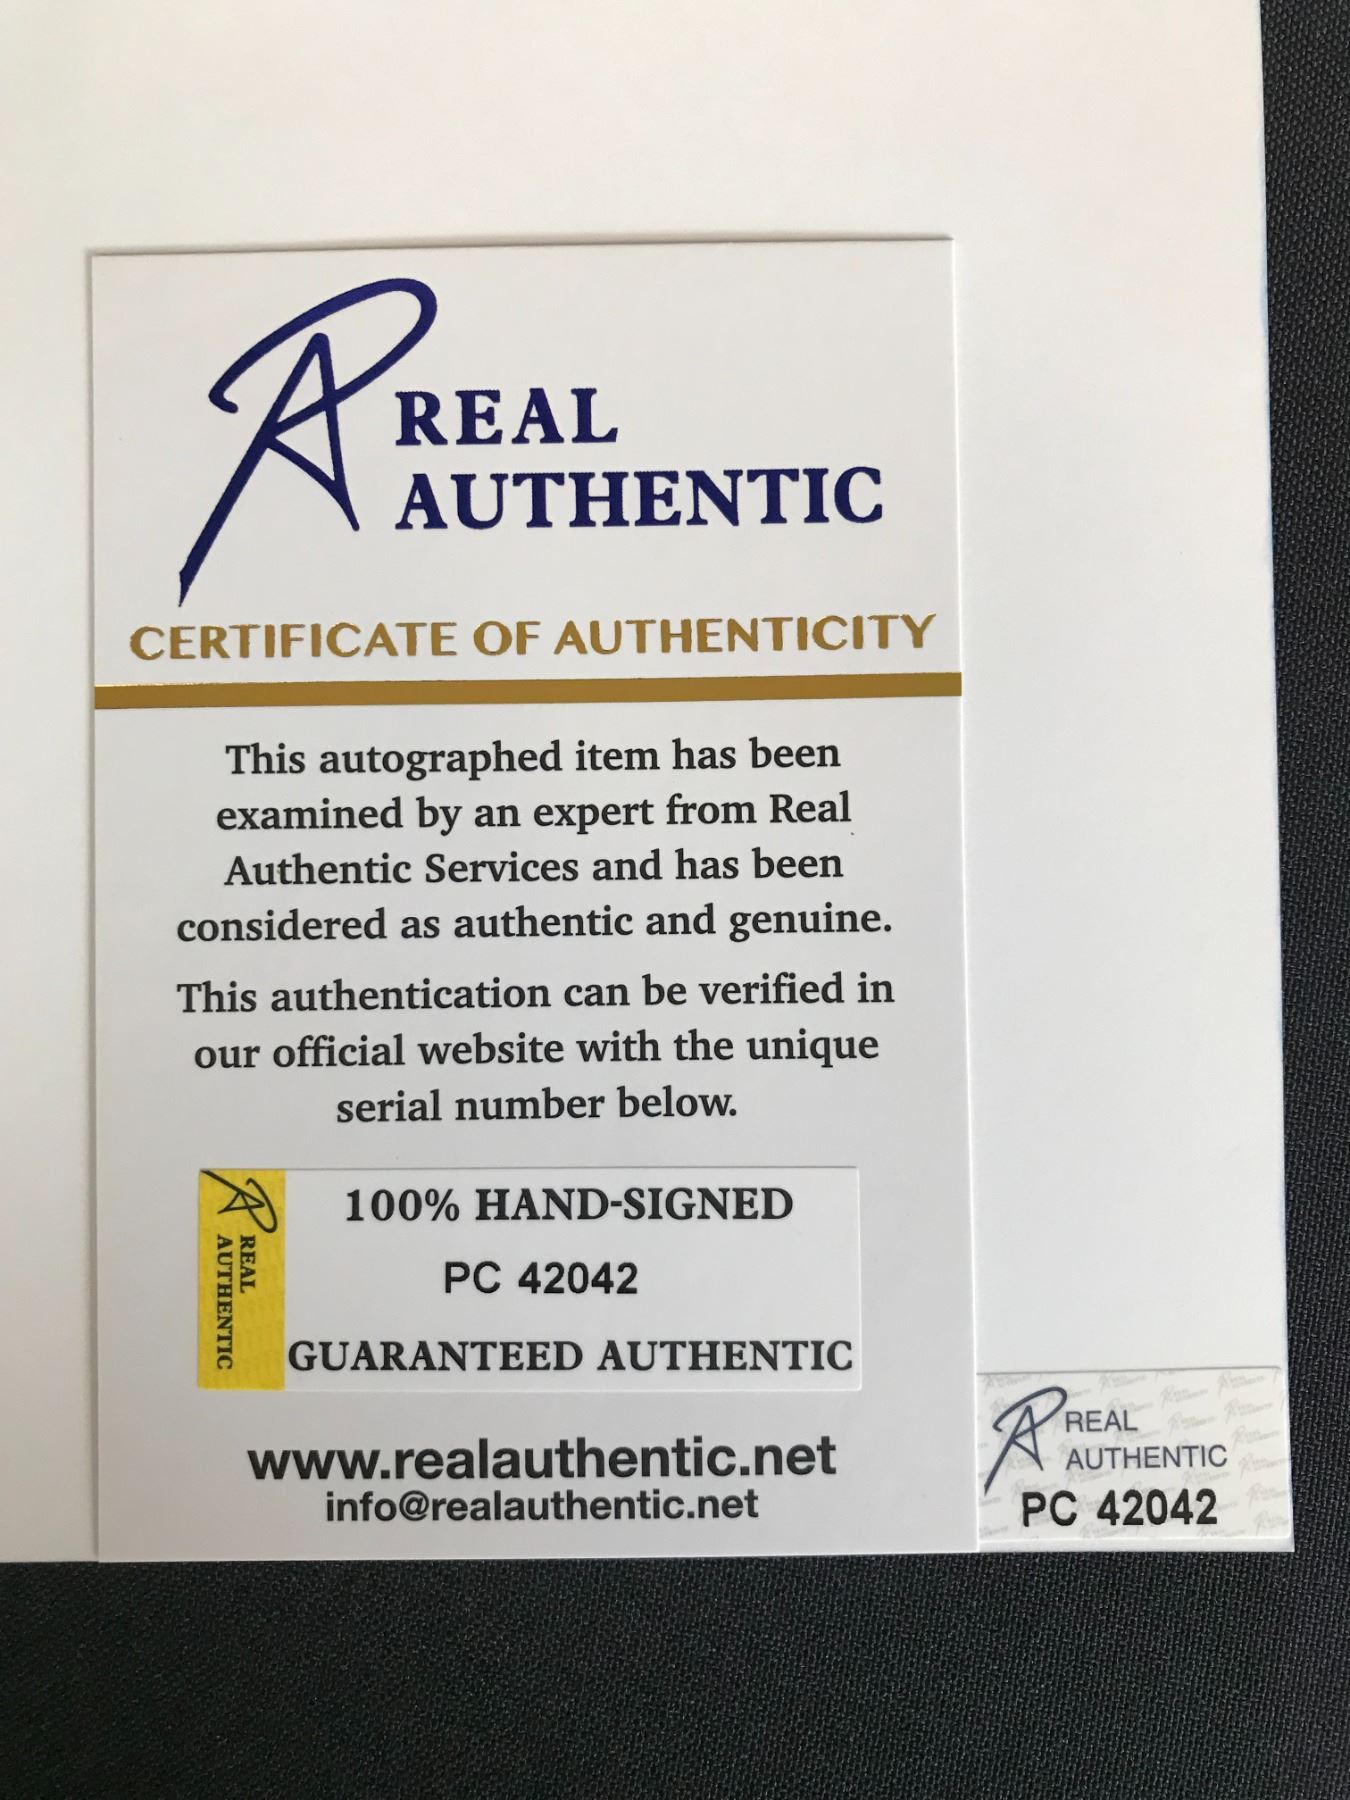 REAL
AUTHENTIC
CERTIFICATE OF AUTHENTICITY
This autographed item has been
examined by an expert from Real
Authentic Services and has been
considered as authentic and genuine.
This authentication can be verified in
our official website with the unique
serial number below.
REAL
AUTHENTIC
100% HAND-SIGNED
PC 42042
GUARANTEED AUTHENTIC
www.realauthentic.net
info@realauthentic.net
REAL
AUTHENTIC
PC 42042